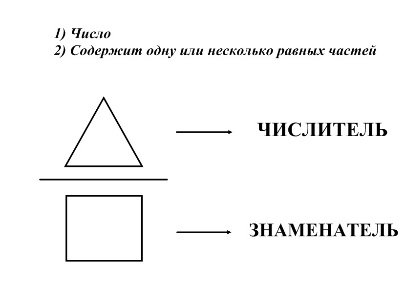 1) Число
2) Содержит одну или несколько равных частей
ЧИСЛИТЕЛЬ
ЗНАМЕНАТЕЛЬ